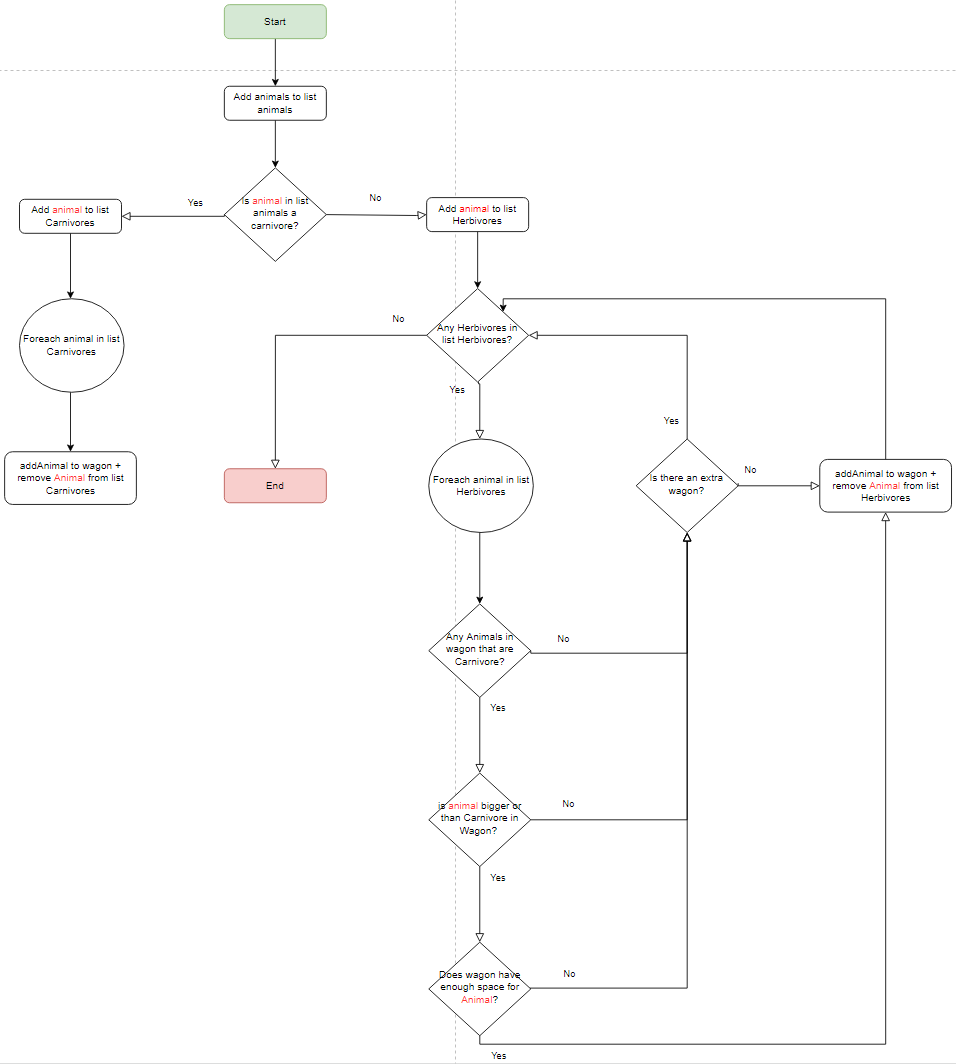 Start
Add animals to list
animals
Is animal in list
animals a
carnivore?
Yes
No
Add animal to list
Carnivores
Add animal to list
Herbivores
Foreach animal in list
Carnivores
Any Herbivores in
list Herbivores?
No
Yes
addAnimal to wagon +
remove Animal from list
Carnivores
End
Foreach animal in list
Herbivores
Yes
Is there an extra
wagon?
No
addAnimal to wagon +
remove Animal from list
Herbivores
Any Animals in
wagon that are
Carnivore?
No
Yes
is animal bigger or
than Carnivore in
Wagon?
No
Yes
Does wagon have
enough space for
Animal?
No
Yes